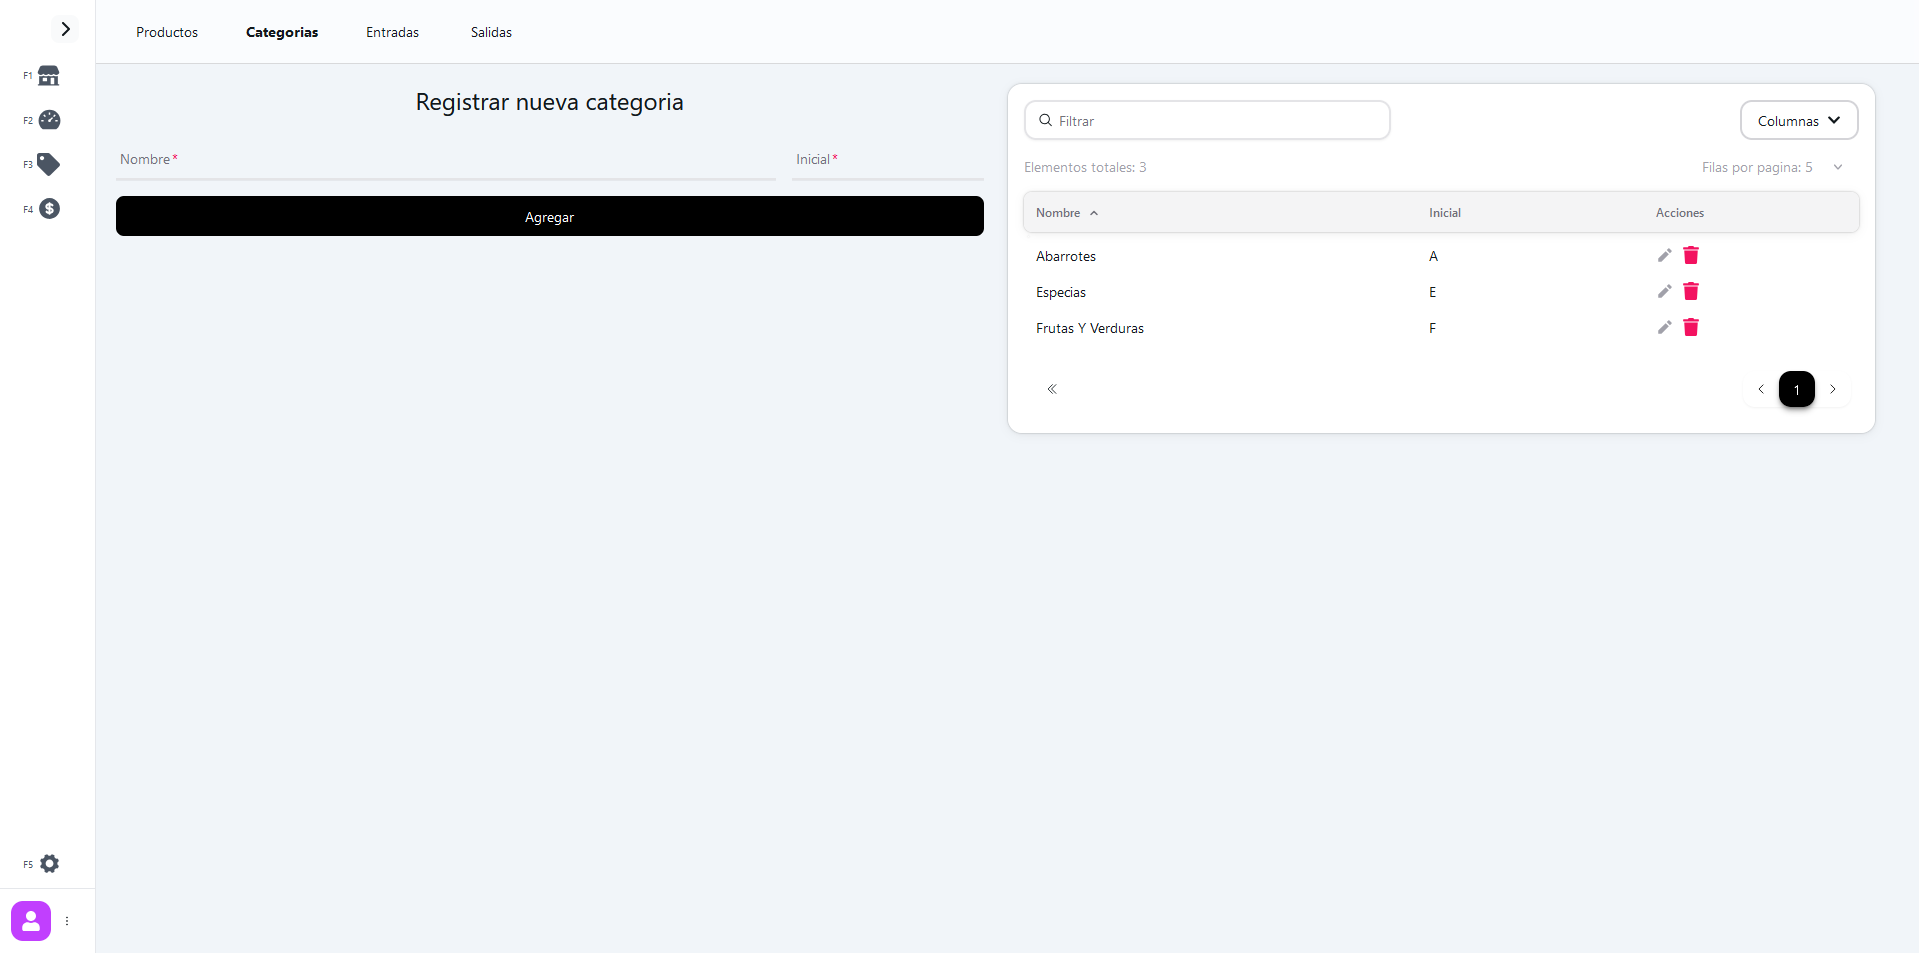 Productos Categorias Entradas Salidas
F1
F2
F3
F4
F5
Registrar nueva categoria
Nombre* Inicial*
Agregar
Filtrar Columnas
Elementos totales: 3 Filas por pagina: 5
Nombre Inicial Acciones
Abarrotes A
Especias E
Frutas Y Verduras F
1